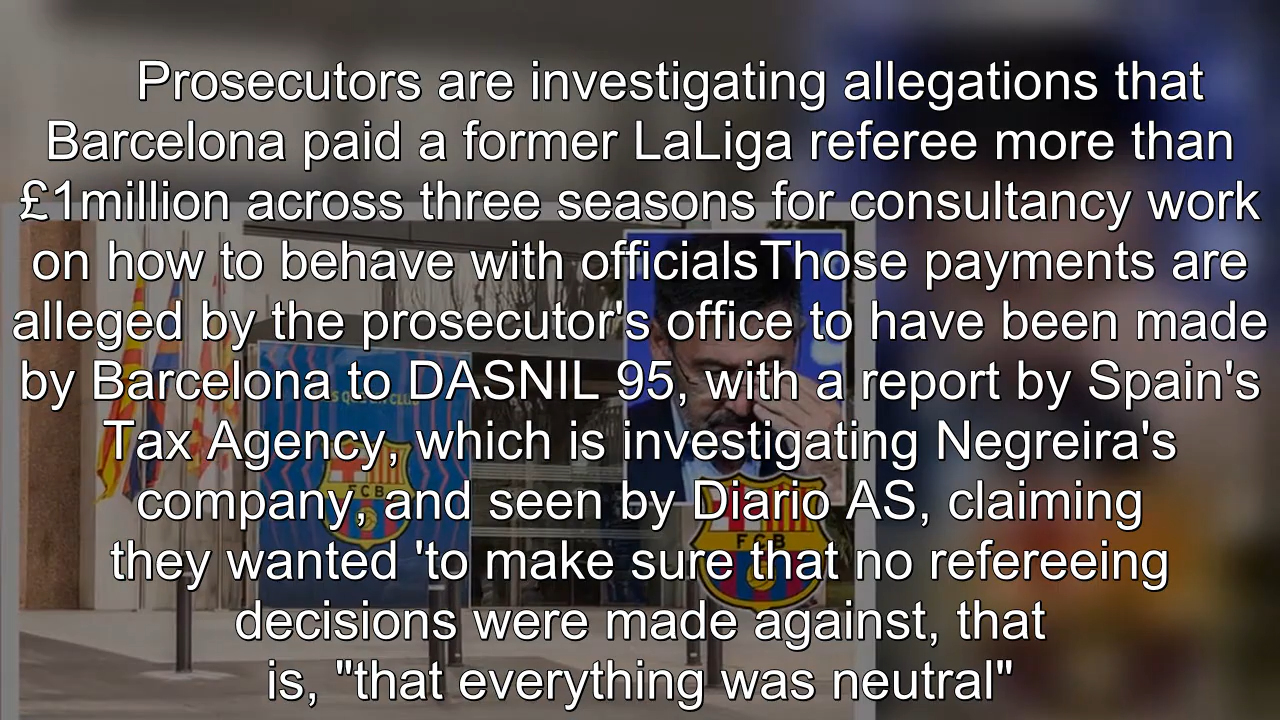 Prosecutors are investigating allegations that
Barcelona paid a former LaLiga referee more than
£1million across three seasons for consultancy work
on how to behave with officialsThose payments are
alleged by the prosecutor's office to have been made
by Barcelona to DASNIL 95, with a report by Spain's
Tax Agency, which is investigating Negreira's
company, and seen by Diario AS, claiming
they wanted 'to make sure that no refereeing
decisions were made against, that
is, "that everything was neutral"
FCB
FCB